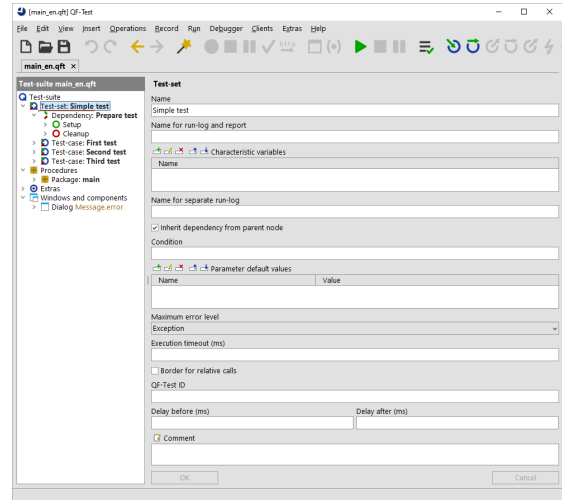 [main_en.qft] QF-Test
File Edit View Insert Operations Record Run Debugger Clients Extras Help
http
main_en.qft ×
Test-suite main_en.qft
Test-suite
Test-set: Simple test
Dependency: Prepare test
Setup
Cleanup
Test-case: First test
Test-case: Second test
Test-case: Third test
Procedures
Package: main
Extras
Windows and components
Dialog Message.error
Test-set
Name
Simple test
Name for run-log and report
Characteristic variables
Name
Name for separate run-log
Inherit dependency from parent node
Condition
Parameter default values
Name Value
Maximum error level
Exception
Execution timeout (ms)
Border for relative calls
QF-Test ID
Delay before (ms) Delay after (ms)
Comment
OK Cancel